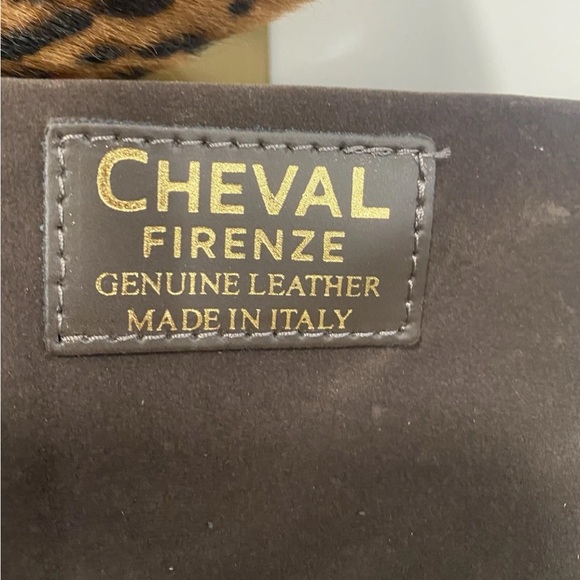 CHEVAL
FIRENZE
GENUINE LEATHER
MADE IN ITALY